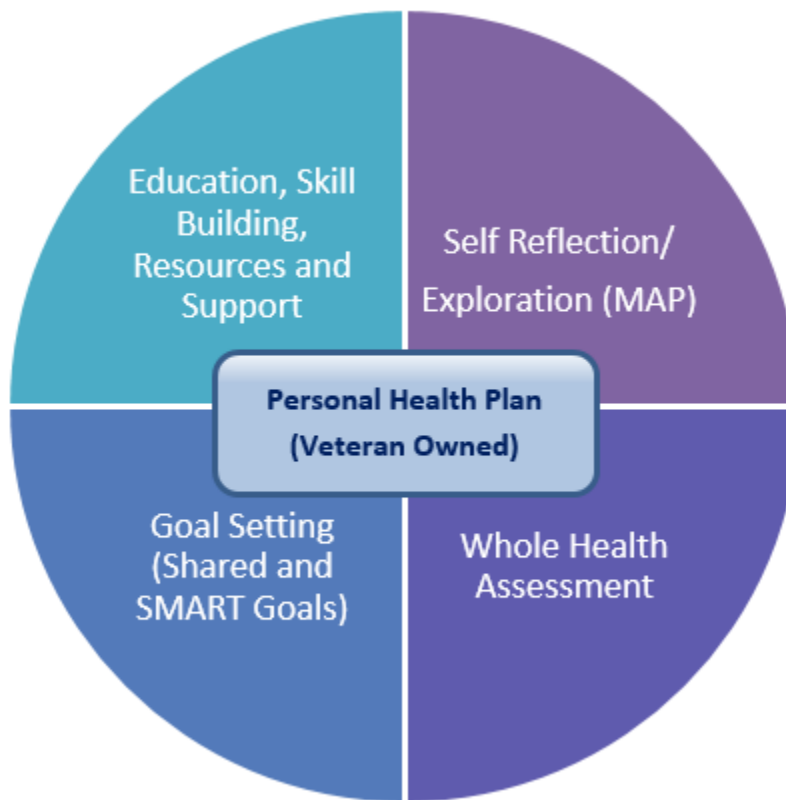 Education, Skill
Building,
Resources and
Support
Self Reflection/
Exploration (MAP)
Personal Health Plan
(Veteran Owned)
Goal Setting
(Shared and
SMART Goals)
Whole Health
Assessment